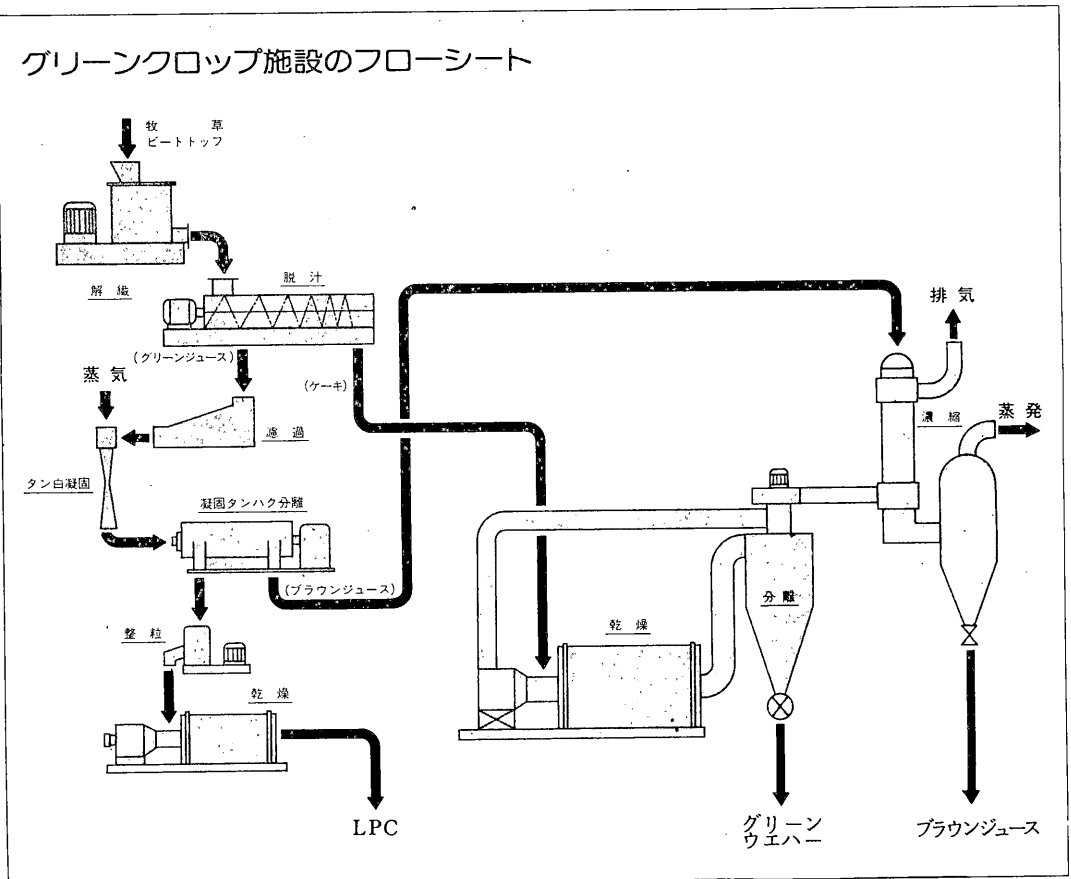 グリーンクロップ施設のフローシート
牧 草
ビートトップ
解 繊
脱 汁
(グリーンジュース)
(ケーキ)
蒸 気
濾 過
タン白凝固
凝固タンハク分離
(ブラウンジュース)
整 粒
乾 燥
LPC
排 気
濃 縮
蒸 発
分 離
乾 燥
グリーン
ウエハー
ブラウンジュース